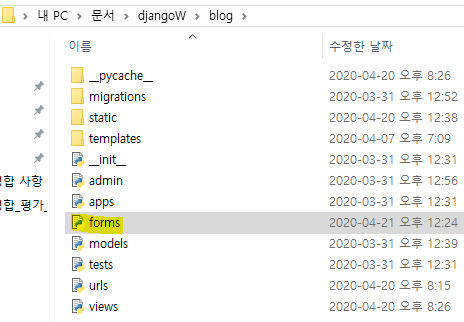 내 PC > 문서 > djangoW > blog >
이름 수정한 날짜
__pycache__ 2020-04-20 오후 8:26
migrations 2020-03-31 오후 12:52
static 2020-04-20 오후 12:38
templates 2020-04-07 오후 7:09
__init__ 2020-03-31 오후 12:31
영합 사항 admin 2020-03-31 오후 12:56
영합_평가_ apps 2020-03-31 오후 12:31
forms 2020-04-21 오후 12:24
models 2020-03-31 오후 12:39
tests 2020-03-31 오후 12:31
urls 2020-04-20 오후 8:15
views 2020-04-20 오후 8:26